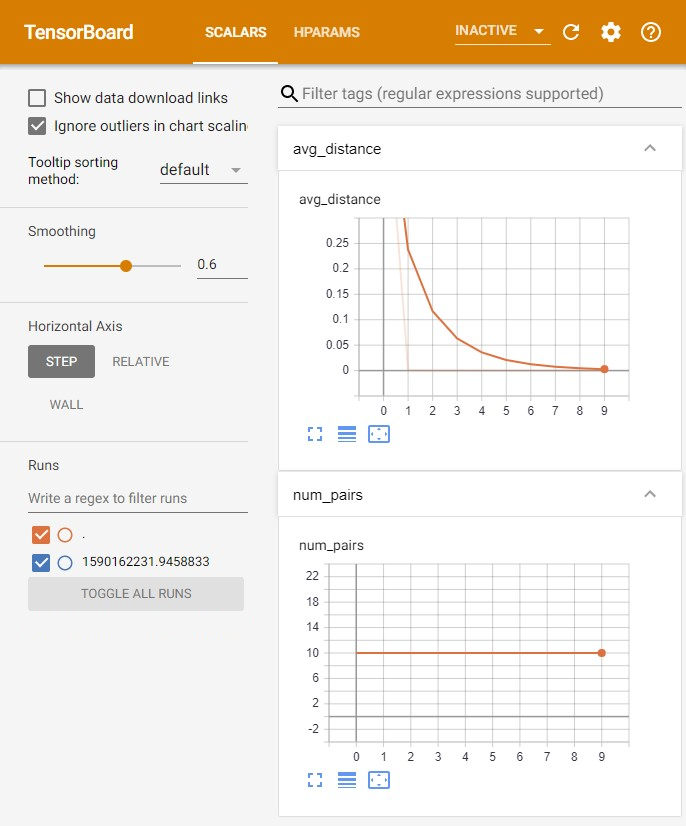 TensorBoard SCALARS HPARAMS INACTIVE
Show data download links
Ignore outliers in chart scalin
Tooltip sorting
method:
default
Smoothing
0.6
Horizontal Axis
STEP RELATIVE
WALL
Runs
Write a regex to filter runs
.
1590162231.9458833
TOGGLE ALL RUNS
Filter tags (regular expressions supported)
avg_distance
avg_distance
0.25
0.2
0.15
0.1
0.05
0
0 1 2 3 4 5 6 7 8 9
num_pairs
num_pairs
22
18
14
10
6
2
-2
0 1 2 3 4 5 6 7 8 9